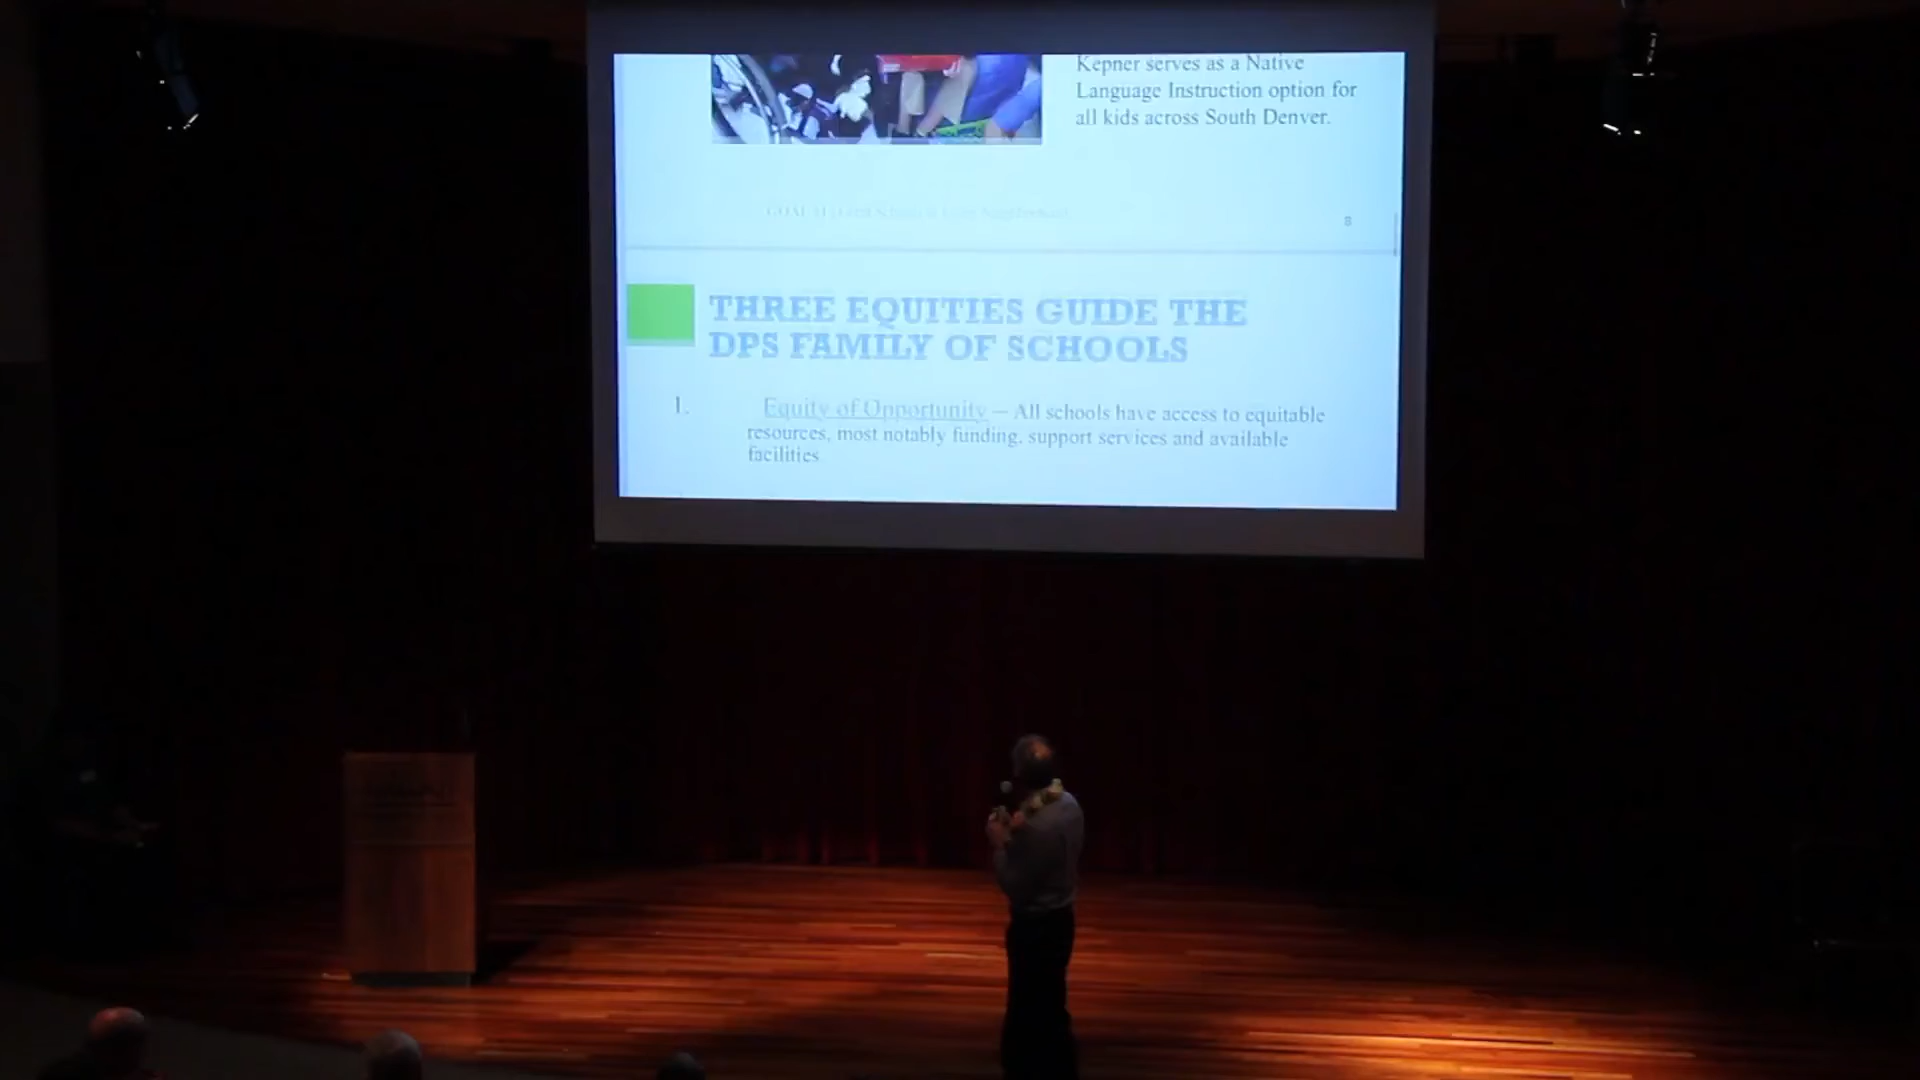 Kepner serves as a Native
Language Instruction option for
all kids across South Denver.
8
THREE EQUITIES GUIDE THE
DPS FAMILY OF SCHOOLS
1. Equity of Opportunity – All schools have access to equitable
resources, most notably funding, support services and available
facilities